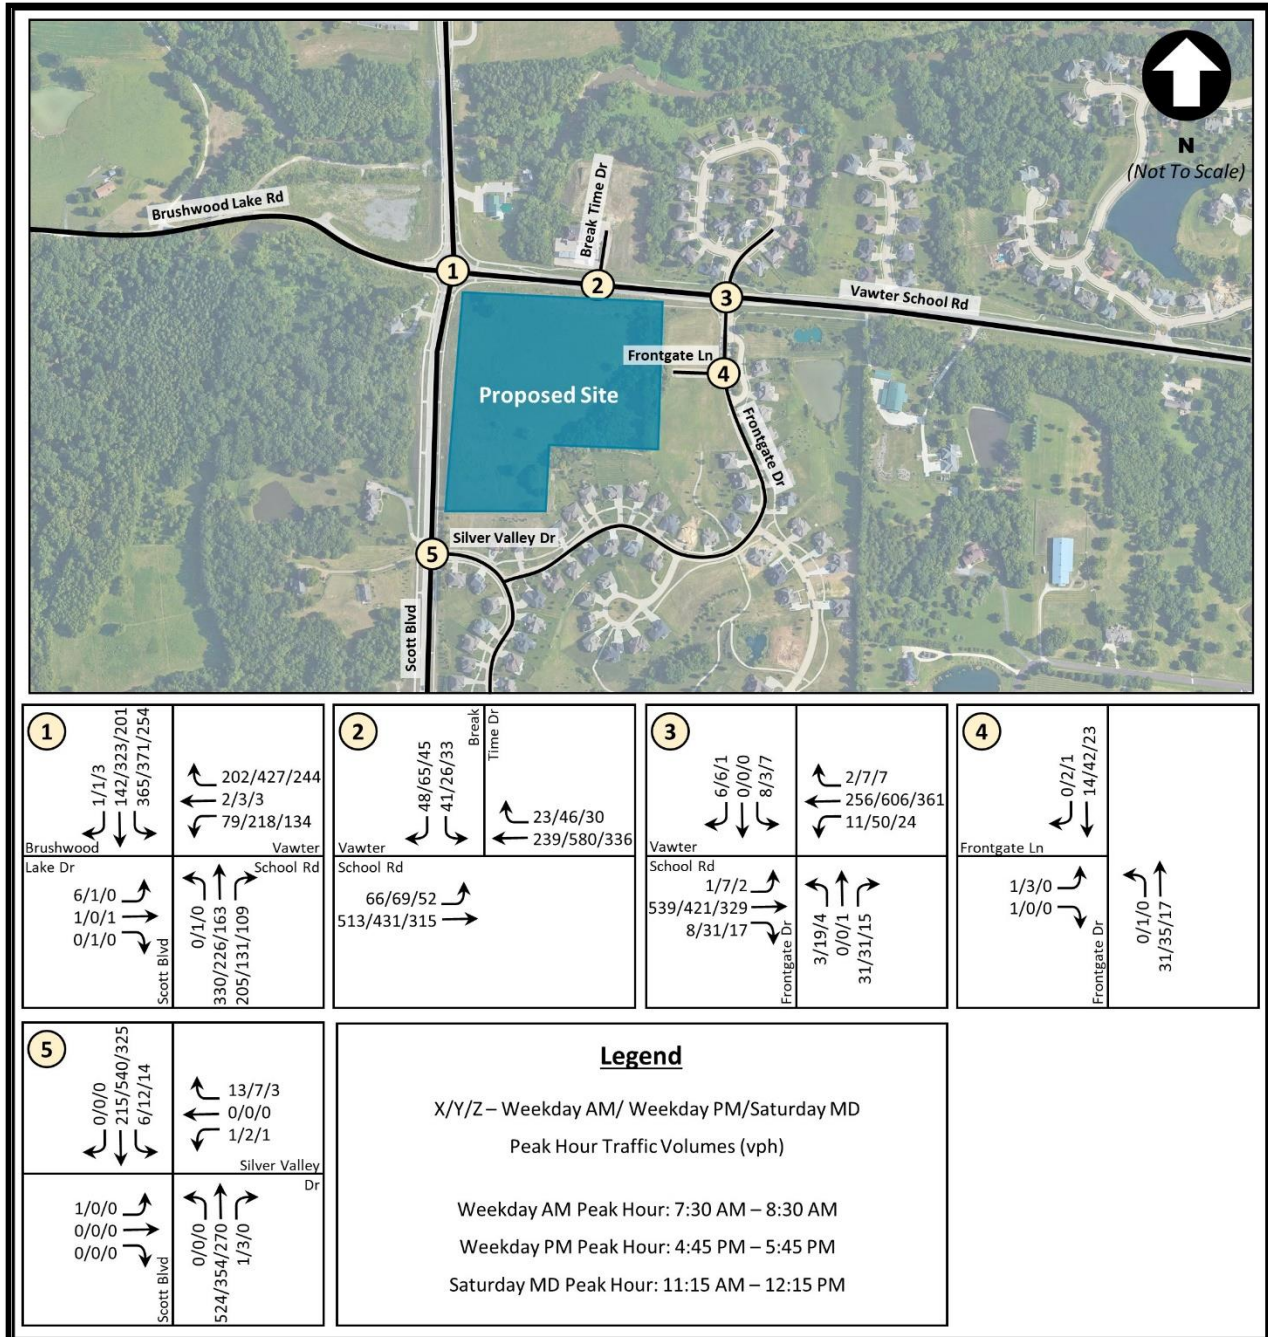 N
(Not To Scale)
Brushwood Lake Rd
Break Time Dr
1
2
3
Vawter School Rd
Frontgate Ln
4
Proposed Site
Frontgate Dr
Silver Valley Dr
5
Scott Blvd
1
1/1/3
142/323/201
365/371/254
202/427/244
2/3/3
79/218/134
Brushwood
Vawter
Lake Dr
School Rd
6/1/0
1/0/1
0/1/0
Scott Blvd
0/1/0
330/226/163
205/131/109
2
48/65/45
41/26/33
Break
Time Dr
23/46/30
239/580/336
Vawter
School Rd
66/69/52
513/431/315
3
6/6/1
0/0/0
8/3/7
2/7/7
256/606/361
11/50/24
Vawter
School Rd
1/7/2
539/421/329
8/31/17
Frontgate Dr
3/19/4
0/0/1
31/31/15
4
0/2/1
14/42/23
Frontgate Ln
1/3/0
1/0/0
Frontgate Dr
0/1/0
31/35/17
5
0/0/0
215/540/325
6/12/14
13/7/3
0/0/0
1/2/1
Silver Valley
Dr
1/0/0
0/0/0
0/0/0
Scott Blvd
0/0/0
524/354/270
1/3/0
Legend
X/Y/Z – Weekday AM/ Weekday PM/Saturday MD
Peak Hour Traffic Volumes (vph)
Weekday AM Peak Hour: 7:30 AM – 8:30 AM
Weekday PM Peak Hour: 4:45 PM – 5:45 PM
Saturday MD Peak Hour: 11:15 AM – 12:15 PM